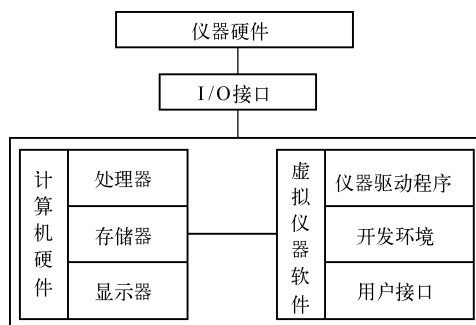 仪器硬件
I/O接口
计算机硬件
处理器
存储器
显示器
虚拟仪器软件
仪器驱动程序
开发环境
用户接口